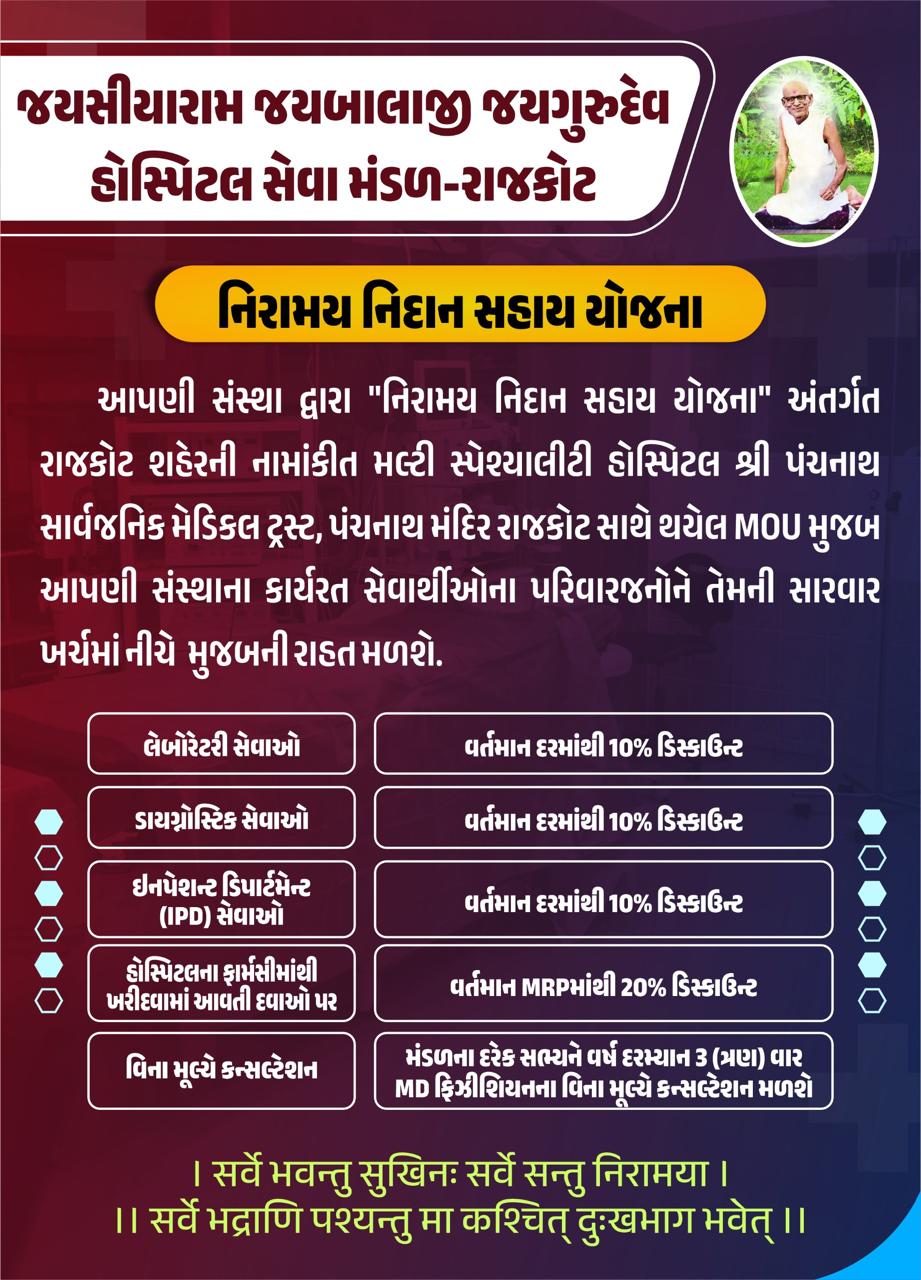 જયસીયારામ જયબાલાજી જયગુરુદેવ
હોસ્પિટલ સેવા મંડળ-રાજકોટ
નિરામય નિદાન સહાય યોજના
આપણી સંસ્થા દ્વારા "નિરામય નિદાન સહાય યોજના" અંતર્ગત
રાજકોટ શહેરની નામાંકીત મલ્ટી સ્પેશ્યાલીટી હોસ્પિટલ શ્રી પંચનાથ
સાર્વજનિક મેડિકલ ટ્રસ્ટ, પંચનાથ મંદિર રાજકોટ સાથે થયેલ MOU મુજબ
આપણી સંસ્થાના કાર્યરત સેવાર્થીઓના પરિવારજનોને તેમની સારવાર
ખર્ચમાં નીચે મુજબની રાહત મળશે.
લેબોરેટરી સેવાઓ
વર્તમાન દરમાંથી 10% ડિસ્કાઉન્ટ
ડાયગ્નોસ્ટિક સેવાઓ
વર્તમાન દરમાંથી 10% ડિસ્કાઉન્ટ
ઇનપેશન્ટ ડિપાર્ટમેન્ટ
(IPD) સેવાઓ
વર્તમાન દરમાંથી 10% ડિસ્કાઉન્ટ
હોસ્પિટલના ફાર્મસીમાંથી
ખરીદવામાં આવતી દવાઓ પર
વર્તમાન MRPમાંથી 20% ડિસ્કાઉન્ટ
વિના મૂલ્યે કન્સલ્ટેશન
મંડળના દરેક સભ્યને વર્ષ દરમ્યાન 3 (ત્રણ) વાર
MD ફિઝીશિયનના વિના મૂલ્યે કન્સલ્ટેશન મળશે
। सर्वे भवन्तु सुखिनः सर्वे सन्तु निरामया ।
।। सर्वे भद्राणि पश्यन्तु मा कश्चित् दुःखभाग भवेत् ।।